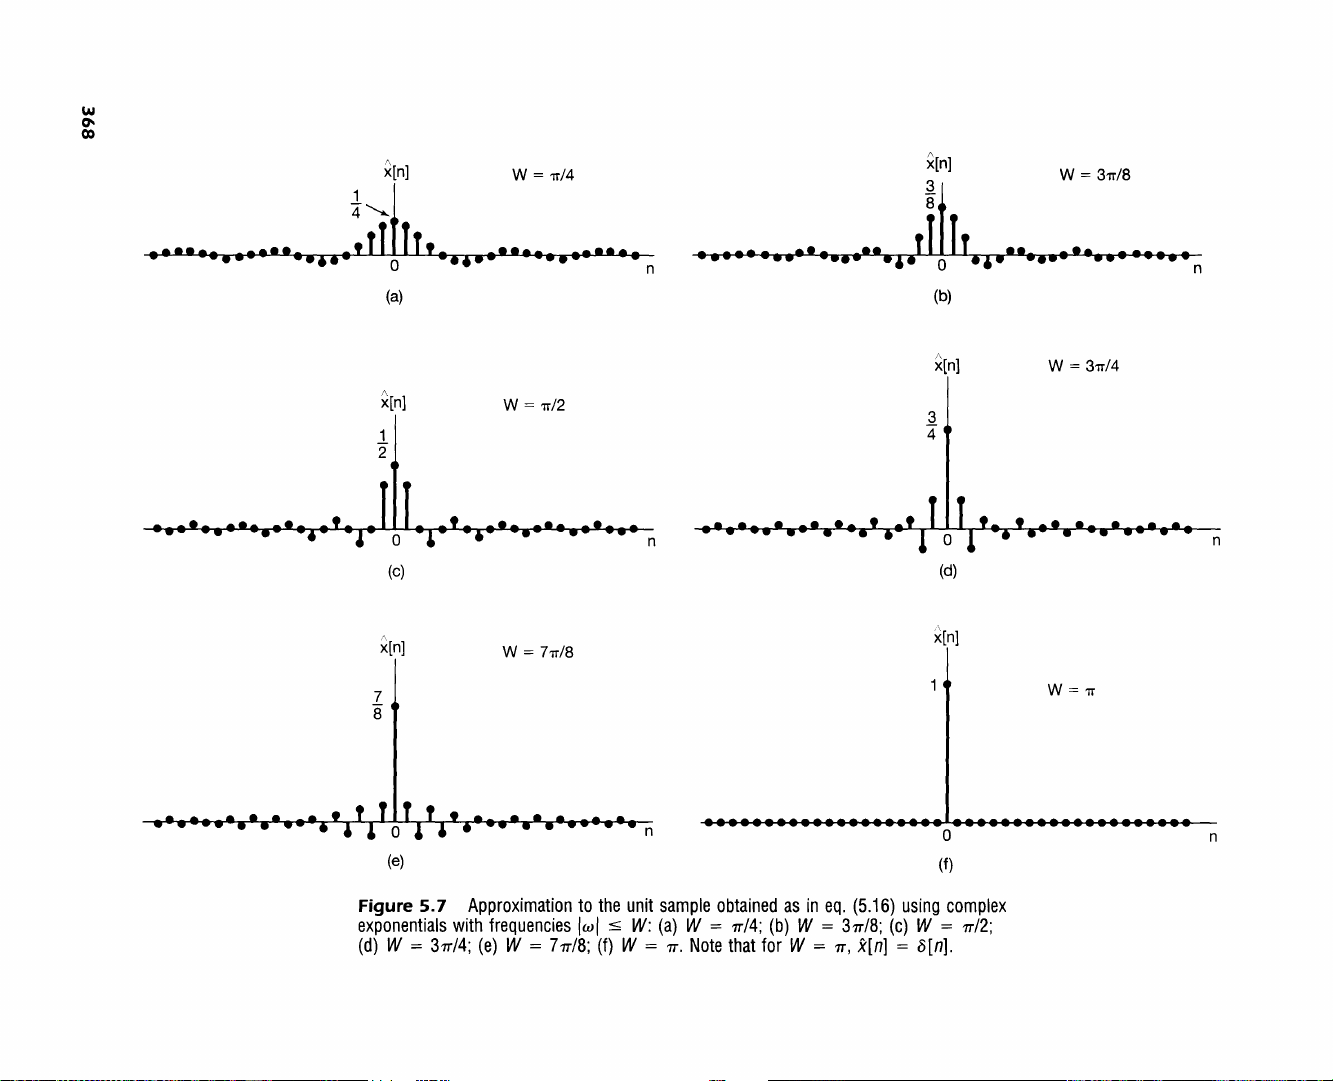 368
x̂[n]
W = π/4
1/4
0
n
(a)
x̂[n]
W = 3π/8
3/8
0
n
(b)
x̂[n]
W = π/2
1/2
0
n
(c)
x̂[n]
W = 3π/4
3/4
0
n
(d)
x̂[n]
W = 7π/8
7/8
0
n
(e)
x̂[n]
W = π
1
0
n
(f)
Figure 5.7 Approximation to the unit sample obtained as in eq. (5.16) using complex
exponentials with frequencies |ω| ≤ W: (a) W = π/4; (b) W = 3π/8; (c) W = π/2;
(d) W = 3π/4; (e) W = 7π/8; (f) W = π. Note that for W = π, x̂[n] = δ[n].